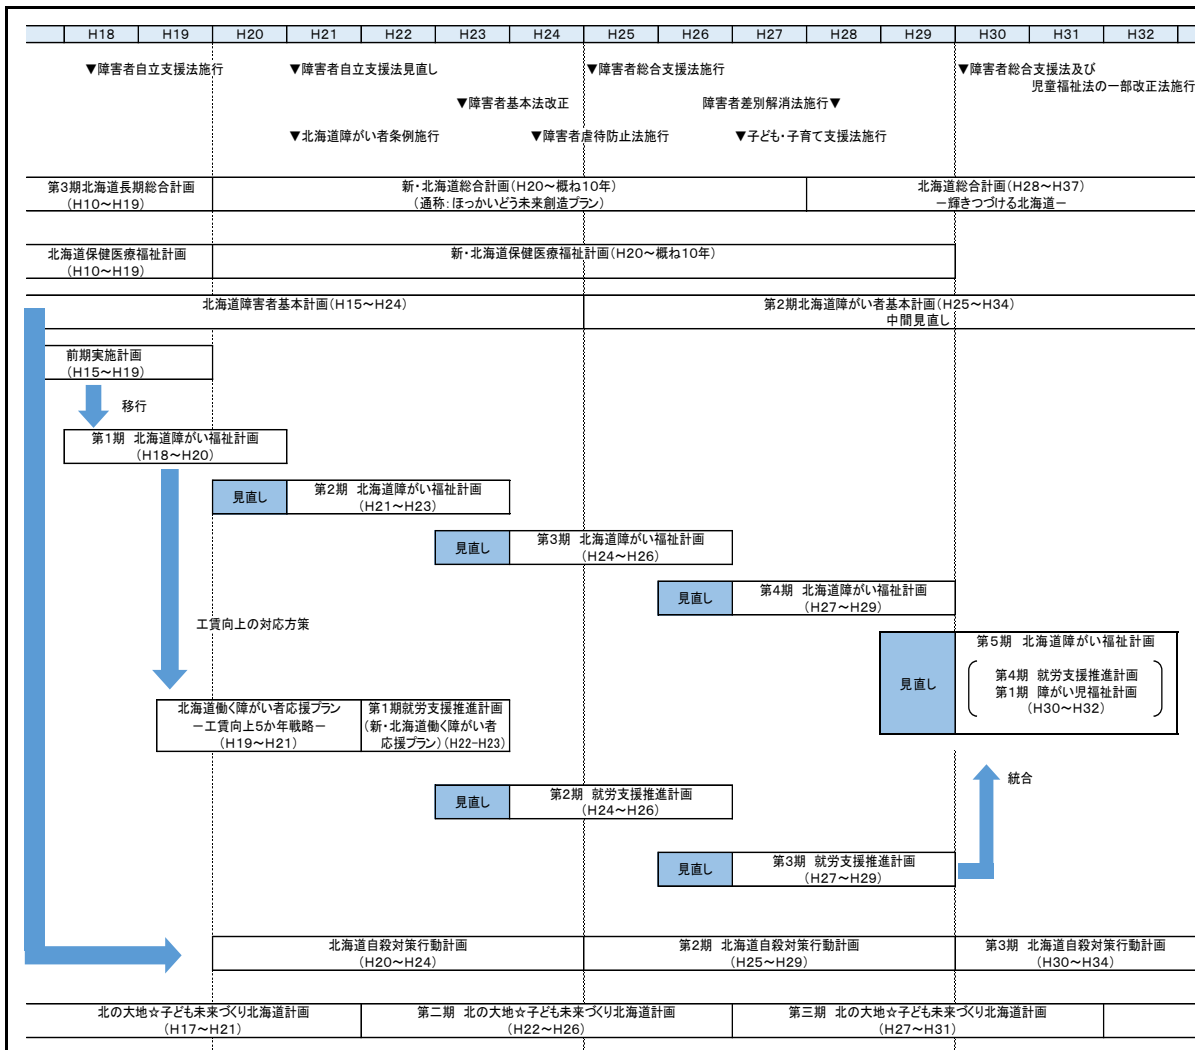 H18 H19 H20 H21 H22 H23 H24 H25 H26 H27 H28 H29 H30 H31 H32
▼障害者自立支援法施行 ▼障害者自立支援法見直し ▼障害者総合支援法施行 ▼障害者総合支援法及び
児童福祉法の一部改正法施行
▼障害者基本法改正 障害者差別解消法施行▼
▼北海道障がい者条例施行 ▼障害者虐待防止法施行 ▼子ども・子育て支援法施行
第3期北海道長期総合計画
(H10～H19)
新・北海道総合計画(H20～概ね10年)
(通称:ほっかいどう未来創造プラン)
北海道総合計画(H28～H37)
－輝きつづける北海道－
北海道保健医療福祉計画
(H10～H19)
新・北海道保健医療福祉計画(H20～概ね10年)
北海道障害者基本計画(H15～H24)
第2期北海道障がい者基本計画(H25～H34)
中間見直し
前期実施計画
(H15～H19)
移行
第1期 北海道障がい福祉計画
(H18～H20)
見直し
第2期 北海道障がい福祉計画
(H21～H23)
見直し
第3期 北海道障がい福祉計画
(H24～H26)
見直し
第4期 北海道障がい福祉計画
(H27～H29)
工賃向上の対応方策
見直し
第5期 北海道障がい福祉計画
第4期 就労支援推進計画
第1期 障がい児福祉計画
(H30～H32)
北海道働く障がい者応援プラン
－工賃向上5か年戦略－
(H19～H21)
第1期就労支援推進計画
(新・北海道働く障がい者
応援プラン)(H22-H23)
統合
見直し
第2期 就労支援推進計画
(H24～H26)
見直し
第3期 就労支援推進計画
(H27～H29)
北海道自殺対策行動計画
(H20～H24)
第2期 北海道自殺対策行動計画
(H25～H29)
第3期 北海道自殺対策行動計画
(H30～H34)
北の大地☆子ども未来づくり北海道計画
(H17～H21)
第二期 北の大地☆子ども未来づくり北海道計画
(H22～H26)
第三期 北の大地☆子ども未来づくり北海道計画
(H27～H31)